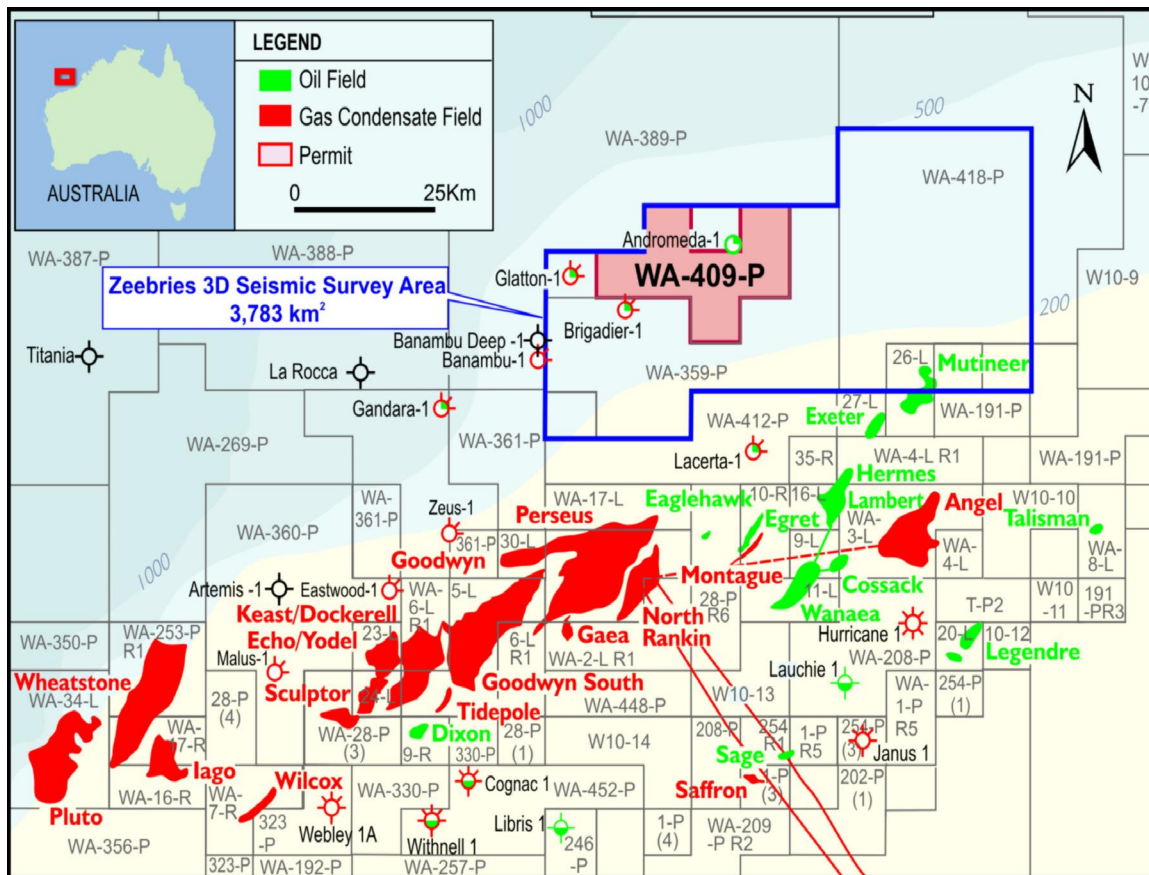 LEGEND
Oil Field
Gas Condensate Field
Permit
0 25Km
AUSTRALIA
N
1000
500
WA-389-P
WA-418-P
Andromeda-1
WA-387-P
WA-388-P
WA-409-P
Glatton-1
W10-9
Zeebries 3D Seismic Survey Area
3,783 km²
200
Brigadier-1
Banambu Deep -1
Titania
Banambu-1
26-L
Mutineer
La Rocca
WA-359-P
Gandara-1
27-L
WA-191-P
WA-412-P
Exeter
WA-361-P
WA-269-P
Lacerta-1
35-R
WA-4-L R1
WA-191-P
Hermes
WA-
361-P
WA-17-L
Eaglehawk
10-R
16-L
Lambert
Angel
W10-10
Zeus-1
Perseus
Egret
WA-
3-L
Talisman
WA-360-P
361-P
30-L
9-L
WA-
4-L
WA-
8-L
1000
Goodwyn
Montague
Cossack
Artemis -1
Eastwood-1
WA-
6-L
R1
5-L
28-P
R6
11-L
W10
-11
191
-PR3
Wanaea
Keast/Dockerell
North
Rankin
T-P2
WA-350-P
WA-253-P
R1
Echo/Yodel
23-L
6-L
R1
Gaea
Hurricane 1
20-L
10-12
Malus-1
WA-2-L R1
WA-208-P
Legendre
Wheatstone
Lauchie 1
WA-34-L
28-P
(4)
Sculptor
24-L
Goodwyn South
W10-13
WA-
1-P
R5
254-P
(1)
WA-448-P
Tidepole
17-R
WA-28-P
(3)
Dixon
28-P
(1)
W10-14
208-P
254
R
1-P
R5
254-P
(3)
9-R
330-P
Sage
Janus 1
Iago
Wilcox
Cognac 1
Saffron
1-P
(3)
202-P
(1)
Pluto
WA-16-R
WA-
7-R
WA-330-P
WA-452-P
Webley 1A
323
-P
Withnell 1
Libris 1
1-P
(4)
WA-209
-P R2
WA-356-P
246
-P
323-P
WA-192-P
WA-257-P